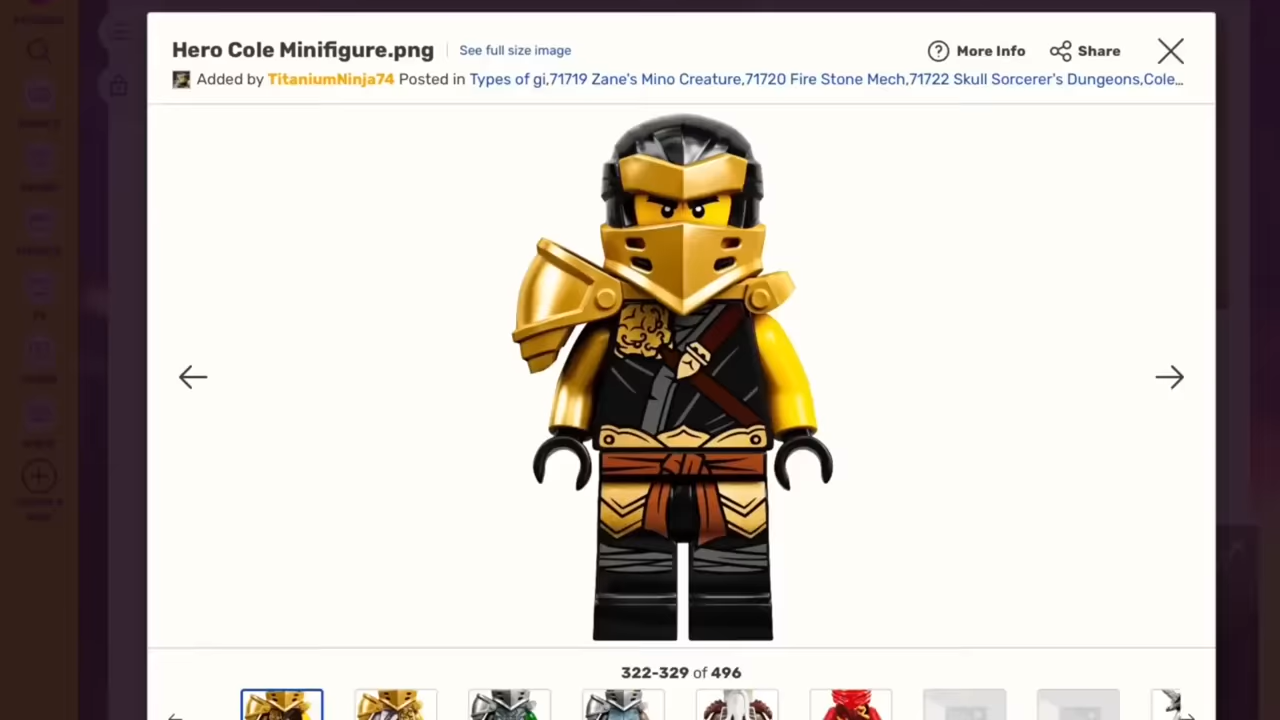 Hero Cole Minifigure.png
See full size image
More Info
Share
Added by TitaniumNinja74 Posted in Types of gi,71719 Zane's Mino Creature,71720 Fire Stone Mech,71722 Skull Sorcerer's Dungeons,Cole…
322-329 of 496